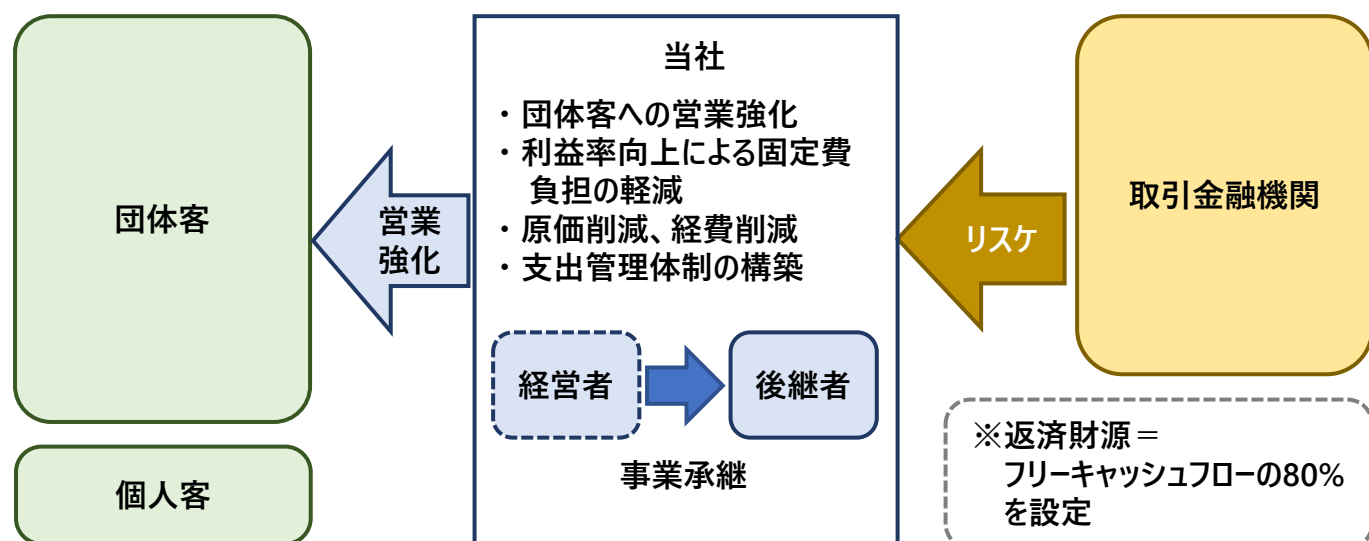 団体客
個人客
営業
強化
当社
・団体客への営業強化
・利益率向上による固定費
負担の軽減
・原価削減、経費削減
・支出管理体制の構築
経営者
後継者
事業承継
リスケ
取引金融機関
※返済財源＝
フリーキャッシュフローの80%
を設定